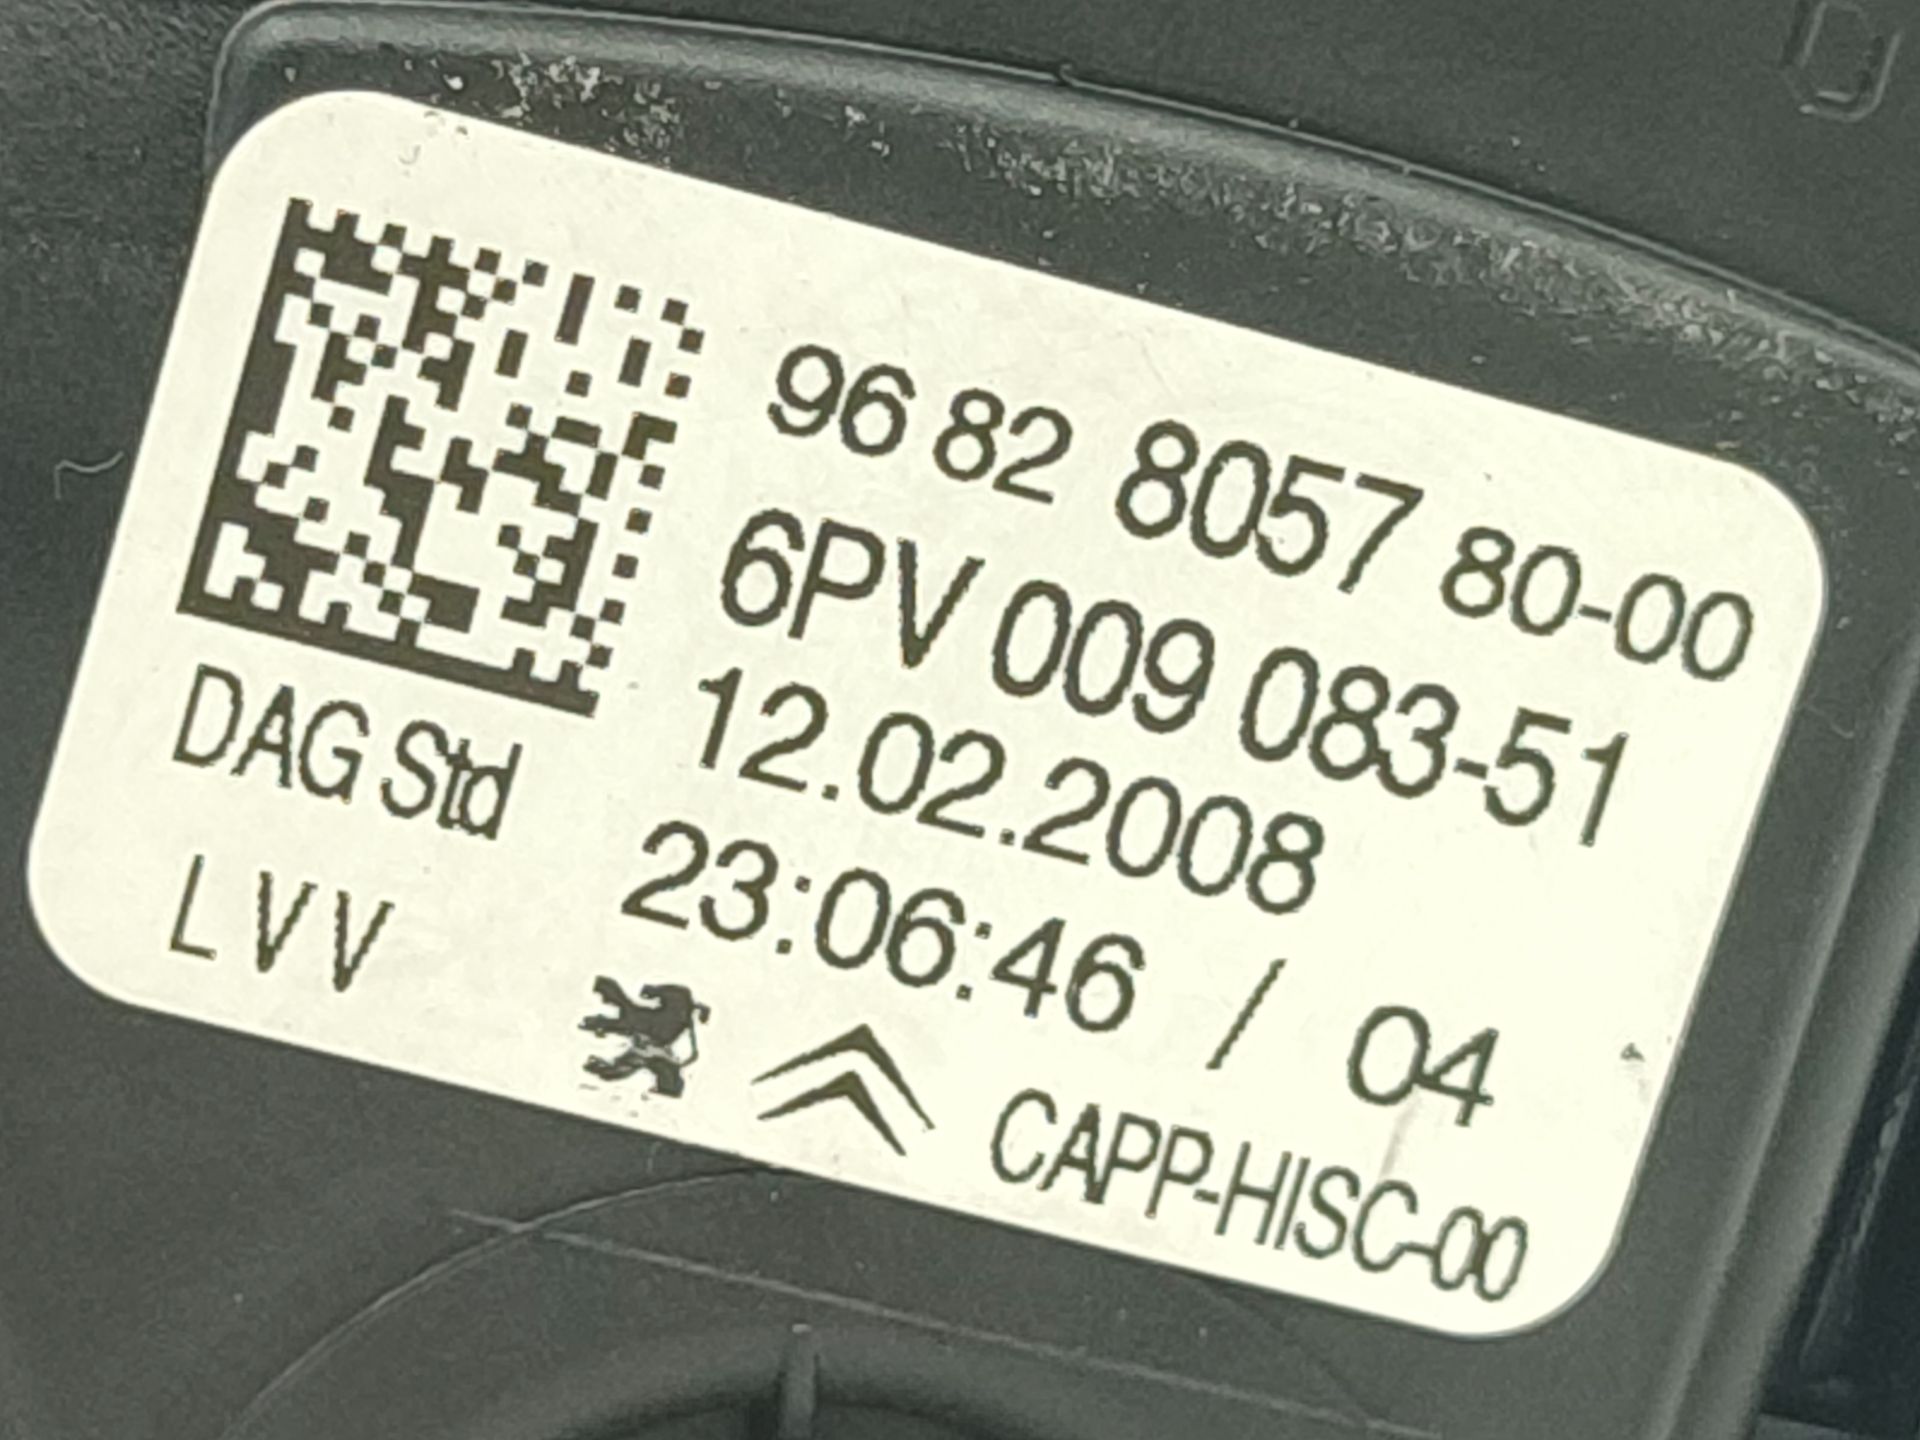 96 82 8057 80-00
6PV 009 083-51
12.02.2008
23:06:46 / 04
DAG Std
LVV
CAPP-HISC-00